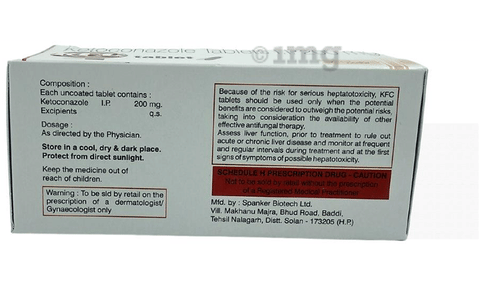 Ketoconazole Tablets
tablet
1mg
Composition :
Each uncoated tablet contains :
Ketoconazole I.P. 200 mg.
Excipients q.s.
Dosage :
As directed by the Physician.
Store in a cool, dry & dark place.
Protect from direct sunlight.
Keep the medicine out of
reach of children.
Warning : To be sld by retail on the
prescription of a dermatologist/
Gynaecologist only
Because of the risk for serious heptatotoxicity, KFC
tablets should be used only when the potential
benefits are considered to outweigh the potential risks,
taking into consideration the availability of other
effective antifungal therapy.
Assess liver function, prior to treatment to rule out
acute or chronic liver disease and monitor at frequent
and regular intervals during treatment and at the first
signs of symptoms of possible hepatotoxicity.
SCHEDULE H PRESCRIPTION DRUG - CAUTION
Not to be sold by retail without the prescription
of a Registered Medical Practitioner
Mfd. by : Spanker Biotech Ltd.
Vill. Makhanu Majra, Bhud Road, Baddi,
Tehsil Nalagarh, Distt. Solan - 173205 (H.P.)